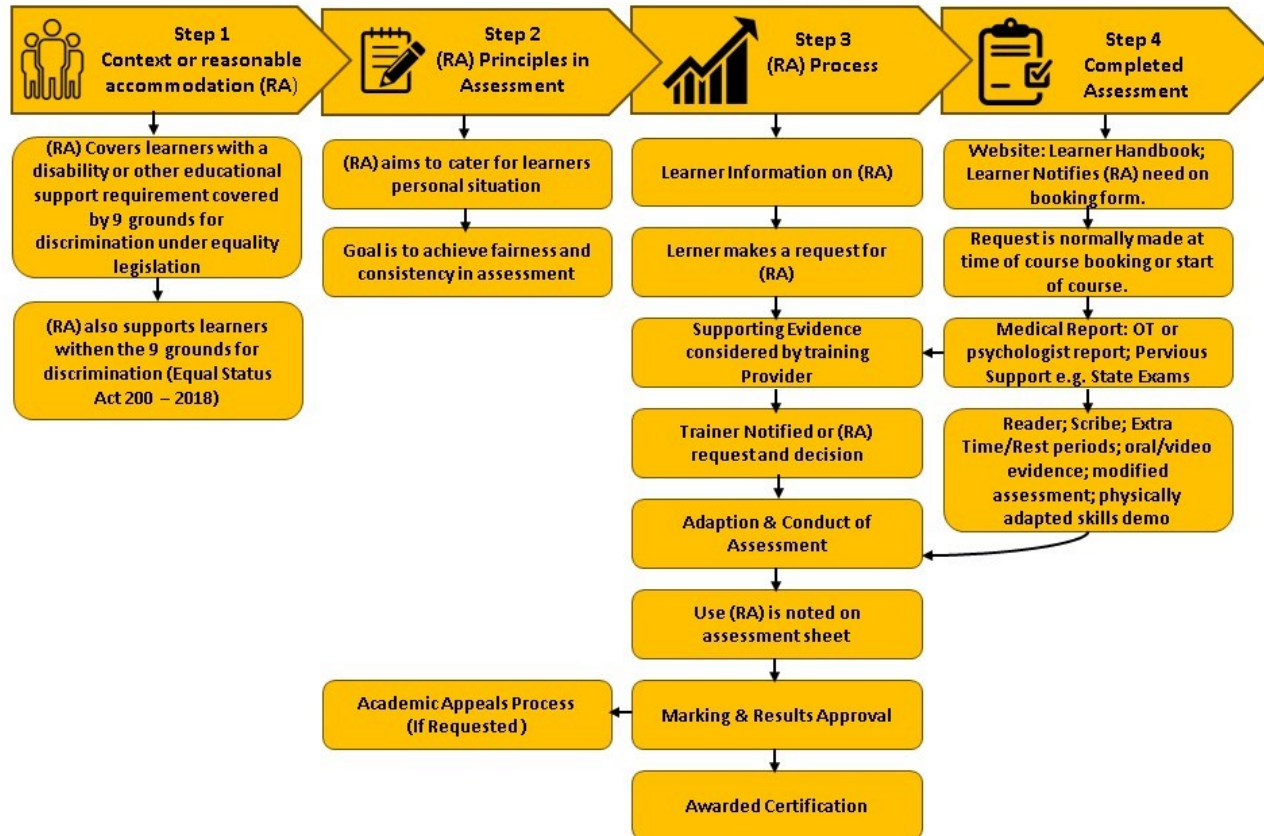 Step 1
Context or reasonable
accommodation (RA)
(RA) Covers learners with a
disability or other educational
support requirement covered
by 9 grounds for
discrimination under equality
legislation
(RA) also supports learners
withen the 9 grounds for
discrimination (Equal Status
Act 200 – 2018)
Step 2
(RA) Principles in
Assessment
(RA) aims to cater for learners
personal situation
Goal is to achieve fairness and
consistency in assessment
Step 3
(RA) Process
Learner Information on (RA)
Lerner makes a request for
(RA)
Supporting Evidence
considered by training
Provider
Trainer Notified or (RA)
request and decision
Adaption & Conduct of
Assessment
Use (RA) is noted on
assessment sheet
Marking & Results Approval
Academic Appeals Process
(If Requested )
Awarded Certification
Step 4
Completed
Assessment
Website: Learner Handbook;
Learner Notifies (RA) need on
booking form.
Request is normally made at
time of course booking or start
of course.
Medical Report: OT or
psychologist report; Pervious
Support e.g. State Exams
Reader; Scribe; Extra
Time/Rest periods; oral/video
evidence; modified
assessment; physically
adapted skills demo